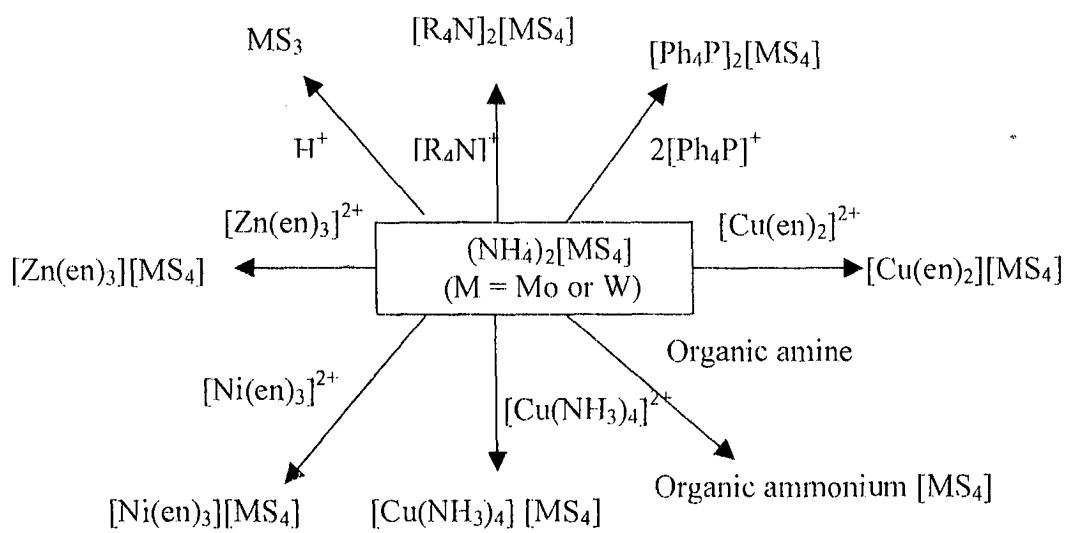 MS₃
[R₄N]₂[MS₄]
[Ph₄P]₂[MS₄]
H⁺
[R₄N]⁺
2[Ph₄P]⁺
[Zn(en)₃]²⁺
[Cu(en)₂]²⁺
[Zn(en)₃][MS₄]
(NH₄)₂[MS₄]
(M = Mo or W)
[Cu(en)₂][MS₄]
Organic amine
[Ni(en)₃]²⁺
[Cu(NH₃)₄]²⁺
[Ni(en)₃][MS₄]
[Cu(NH₃)₄] [MS₄]
Organic ammonium [MS₄]